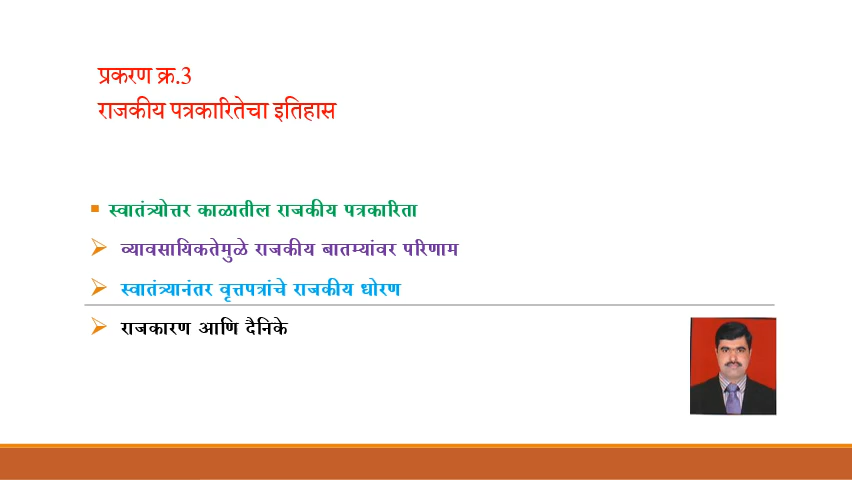 प्रकरण क्र.3
राजकीय पत्रकारितेचा इतिहास
स्वातंत्र्योत्तर काळातील राजकीय पत्रकारिता
व्यावसायिकतेमुळे राजकीय बातम्यांवर परिणाम
स्वातंत्र्यानंतर वृत्तपत्रांचे राजकीय धोरण
राजकारण आणि दैनिके